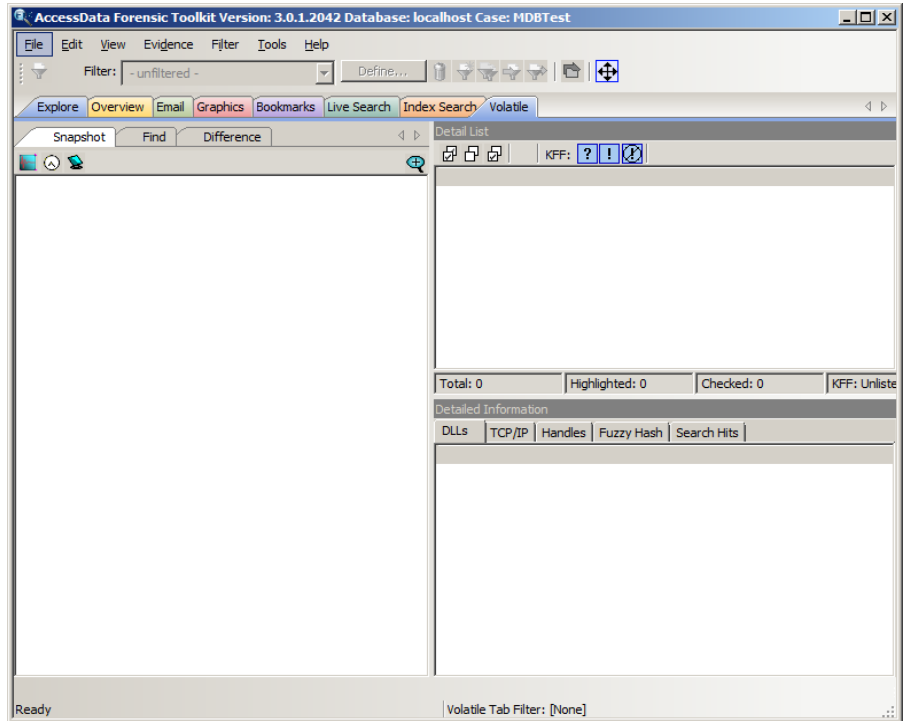 AccessData Forensic Toolkit Version: 3.0.1.2042 Database: localhost Case: MDBTest
File Edit View Evidence Filter Tools Help
Filter: - unfiltered - Define...
Explore Overview Email Graphics Bookmarks Live Search Index Search Volatile
Snapshot Find Difference
Detail List
KFF: ? ! !
Total: 0 Highlighted: 0 Checked: 0 KFF: Unliste
Detailed Information
DLLs TCP/IP Handles Fuzzy Hash Search Hits
Ready Volatile Tab Filter: [None]